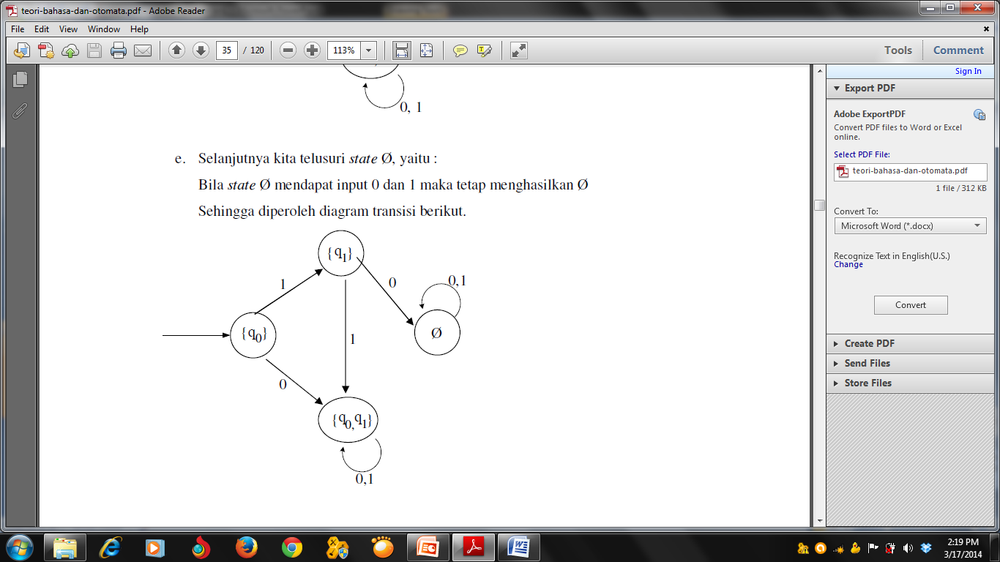 teori-bahasa-dan-otomata.pdf - Adobe Reader
File Edit View Window Help
35 / 120 113% Tools Comment
0, 1
e. Selanjutnya kita telusuri state Ø, yaitu :
Bila state Ø mendapat input 0 dan 1 maka tetap menghasilkan Ø
Sehingga diperoleh diagram transisi berikut.
{q1}
1
0
0,1
{q0}
1
Ø
0
{q0,q1}
0,1
Sign In
Export PDF
Adobe ExportPDF
Convert PDF files to Word or Excel
online.
Select PDF File:
teori-bahasa-dan-otomata.pdf
1 file / 312 KB
Convert To:
Microsoft Word (*.docx)
Recognize Text in English(U.S.)
Change
Convert
Create PDF
Send Files
Store Files
2:19 PM
3/17/2014